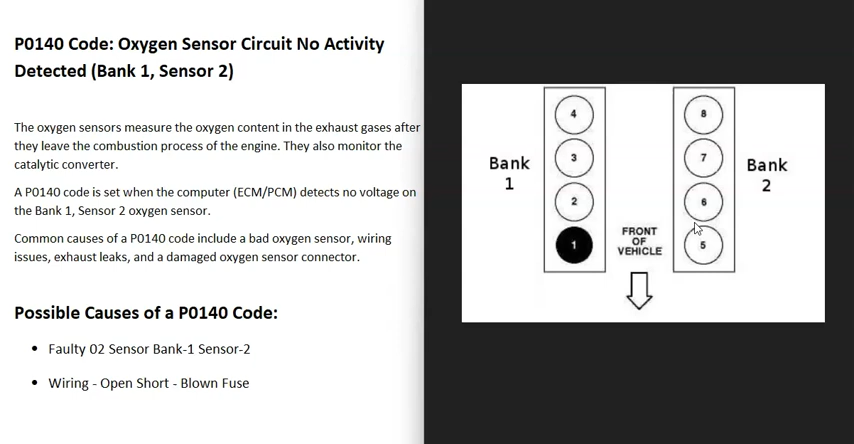 P0140 Code: Oxygen Sensor Circuit No Activity
Detected (Bank 1, Sensor 2)
The oxygen sensors measure the oxygen content in the exhaust gases after
they leave the combustion process of the engine. They also monitor the
catalytic converter.
A P0140 code is set when the computer (ECM/PCM) detects no voltage on
the Bank 1, Sensor 2 oxygen sensor.
Common causes of a P0140 code include a bad oxygen sensor, wiring
issues, exhaust leaks, and a damaged oxygen sensor connector.
Possible Causes of a P0140 Code:
• Faulty 02 Sensor Bank-1 Sensor-2
• Wiring - Open Short - Blown Fuse
Bank
1
4
3
2
1
FRONT
OF
VEHICLE
8
7
6
5
Bank
2